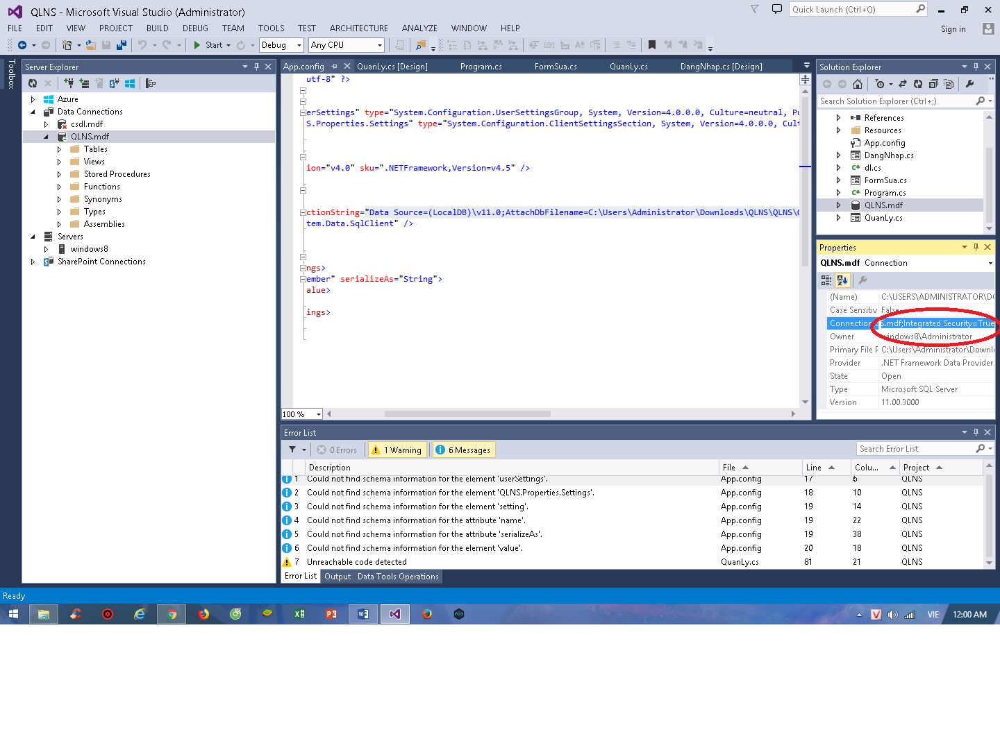 QLNS - Microsoft Visual Studio (Administrator)
Quick Launch (Ctrl+Q)
FILE EDIT VIEW PROJECT BUILD DEBUG TEAM TOOLS TEST ARCHITECTURE ANALYZE WINDOW HELP
Sign in
Start Debug Any CPU
Toolbox
Server Explorer
Azure
Data Connections
csdl.mdf
QLNS.mdf
Tables
Views
Stored Procedures
Functions
Synonyms
Types
Assemblies
Servers
windows8
SharePoint Connections
App.config QuanLy.cs [Design] Program.cs FormSua.cs QuanLy.cs DangNhap.cs [Design]
utf-8" ?>
erSettings" type="System.Configuration.UserSettingsGroup, System, Version=4.0.0.0, Culture=neutral, Pu
S.Properties.Settings" type="System.Configuration.ClientSettingsSection, System, Version=4.0.0.0, Cult
ion="v4.0" sku=".NETFramework,Version=v4.5" />
ctionString="Data Source=(LocalDB)\v11.0;AttachDbFilename=C:\Users\Administrator\Downloads\QLNS\QLNS\Q
tem.Data.SqlClient" />
ngs>
ember" serializeAs="String">
alue>
ings>
100 %
Solution Explorer
Search Solution Explorer (Ctrl+;)
References
Resources
App.config
DangNhap.cs
dl.cs
FormSua.cs
Program.cs
QLNS.mdf
QuanLy.cs
Properties
QLNS.mdf Connection
(Name) C:\USERS\ADMINISTRATOR\DO
Case Sensitiv False
Connection S.mdf;Integrated Security=True
Owner windows8\Administrator
Primary File P C:\Users\Administrator\Downl
Provider .NET Framework Data Provider
State Open
Type Microsoft SQL Server
Version 11.00.3000
Error List
0 Errors 1 Warning 6 Messages
Search Error List
Description File Line Colu... Project
1 Could not find schema information for the element 'userSettings'. App.config 17 6 QLNS
2 Could not find schema information for the element 'QLNS.Properties.Settings'. App.config 18 10 QLNS
3 Could not find schema information for the element 'setting'. App.config 19 14 QLNS
4 Could not find schema information for the attribute 'name'. App.config 19 22 QLNS
5 Could not find schema information for the attribute 'serializeAs'. App.config 19 38 QLNS
6 Could not find schema information for the element 'value'. App.config 20 18 QLNS
7 Unreachable code detected QuanLy.cs 81 21 QLNS
Error List Output Data Tools Operations
Ready
VIE 12:00 AM